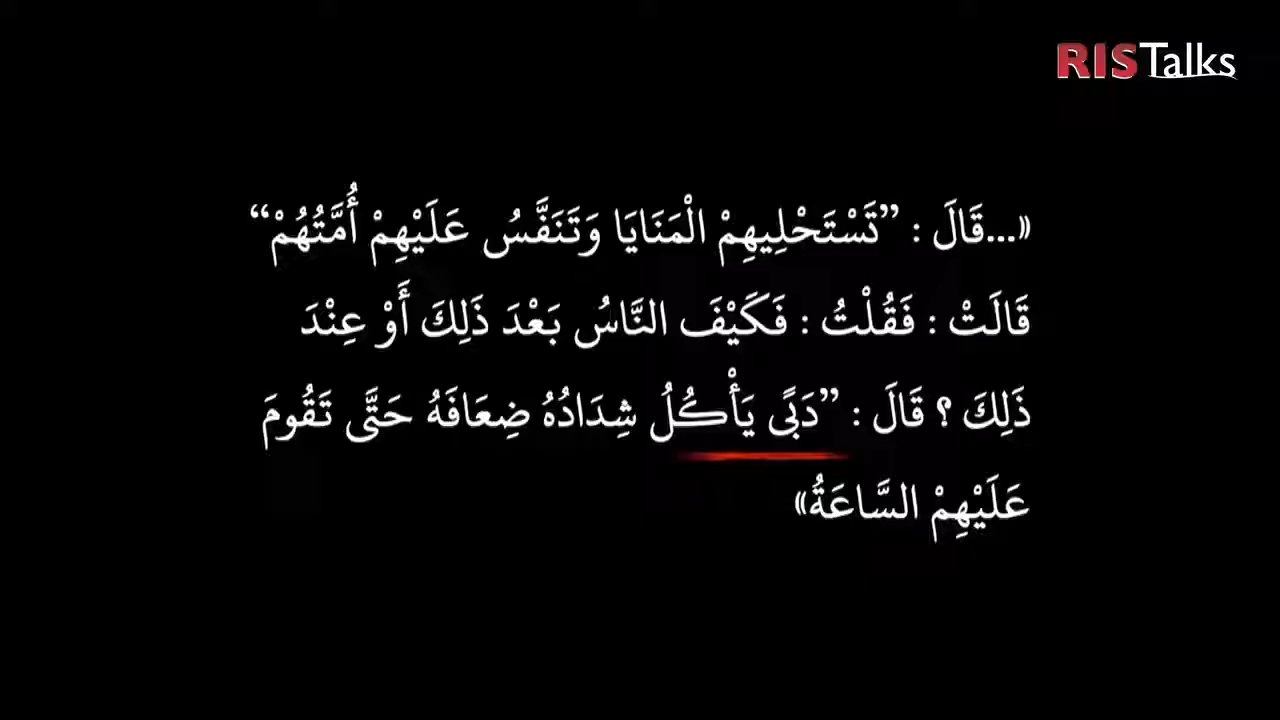 RISTalks
«...قَالَ : ”تَسْتَحْلِيهِمْ الْمَنَايَا وَتَنَفَّسُ عَلَيْهِمْ أُمَّتُهُمْ“
قَالَتْ : فَقُلْتُ : فَكَيْفَ النَّاسُ بَعْدَ ذَلِكَ أَوْ عِنْدَ
ذَلِكَ ؟ قَالَ : ”دَبًى يَأْكُلُ شِدَادُهُ ضِعَافَهُ حَتَّى تَقُومَ
عَلَيْهِمْ السَّاعَةُ»